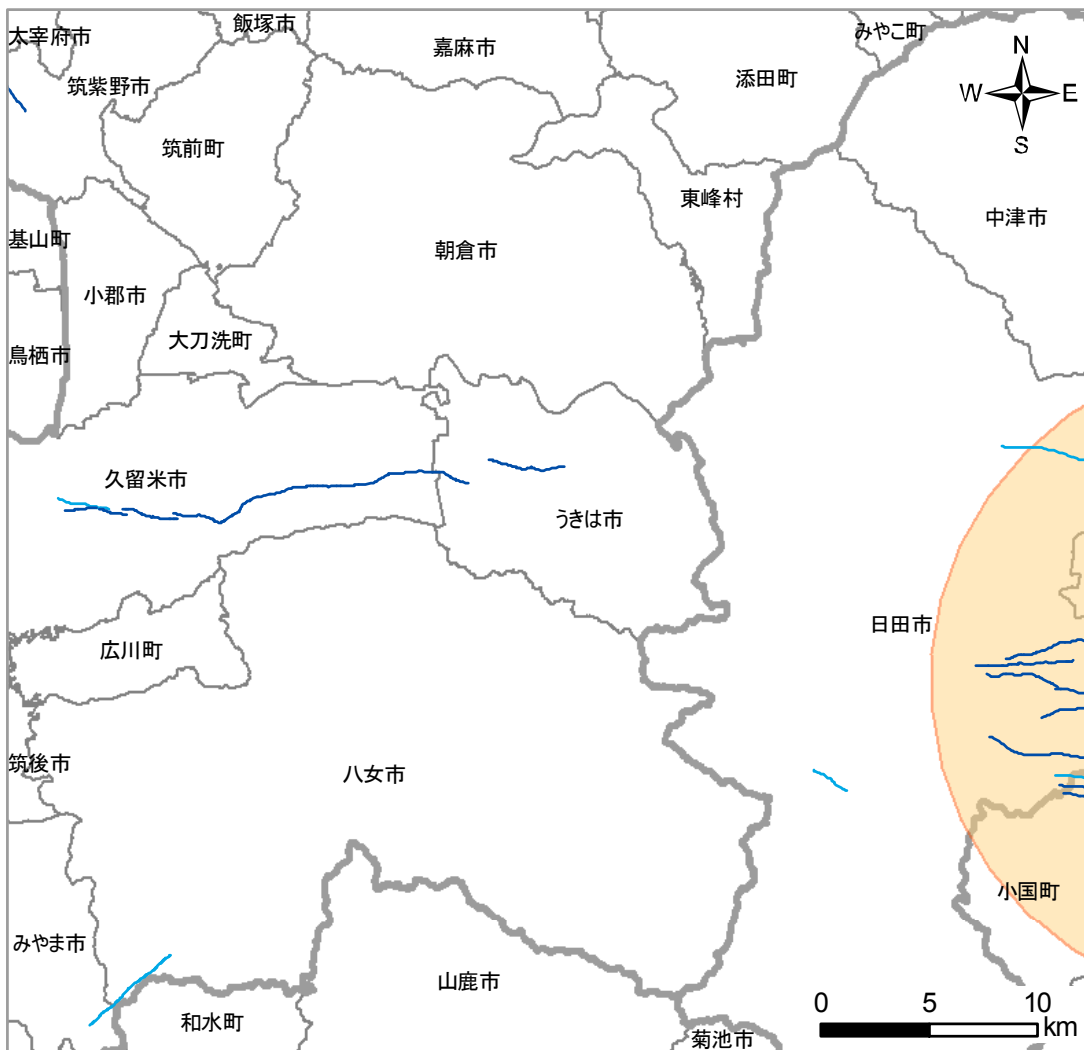 飯塚市
みやこ町
太宰府市
嘉麻市
添田町
N
筑紫野市
W
E
筑前町
S
東峰村
中津市
基山町
朝倉市
小郡市
大刀洗町
鳥栖市
久留米市
うきは市
日田市
広川町
筑後市
八女市
小国町
みやま市
山鹿市
0 5 10
km
和水町
菊池市